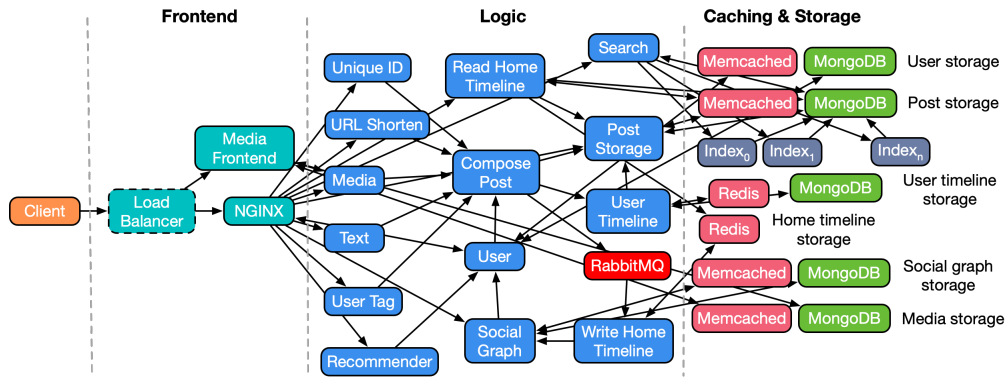 Frontend
Logic
Caching & Storage
Search
Unique ID
Read Home
Timeline
Memcached
MongoDB
User storage
Memcached
MongoDB
Post storage
URL Shorten
Media
Frontend
Post
Storage
Index0
Index1
Indexn
Compose
Post
Media
Client
Load
Balancer
NGINX
User
Timeline
Redis
MongoDB
User timeline
storage
Text
Redis
Home timeline
storage
User
RabbitMQ
Memcached
MongoDB
Social graph
storage
User Tag
Memcached
MongoDB
Media storage
Social
Graph
Write Home
Timeline
Recommender